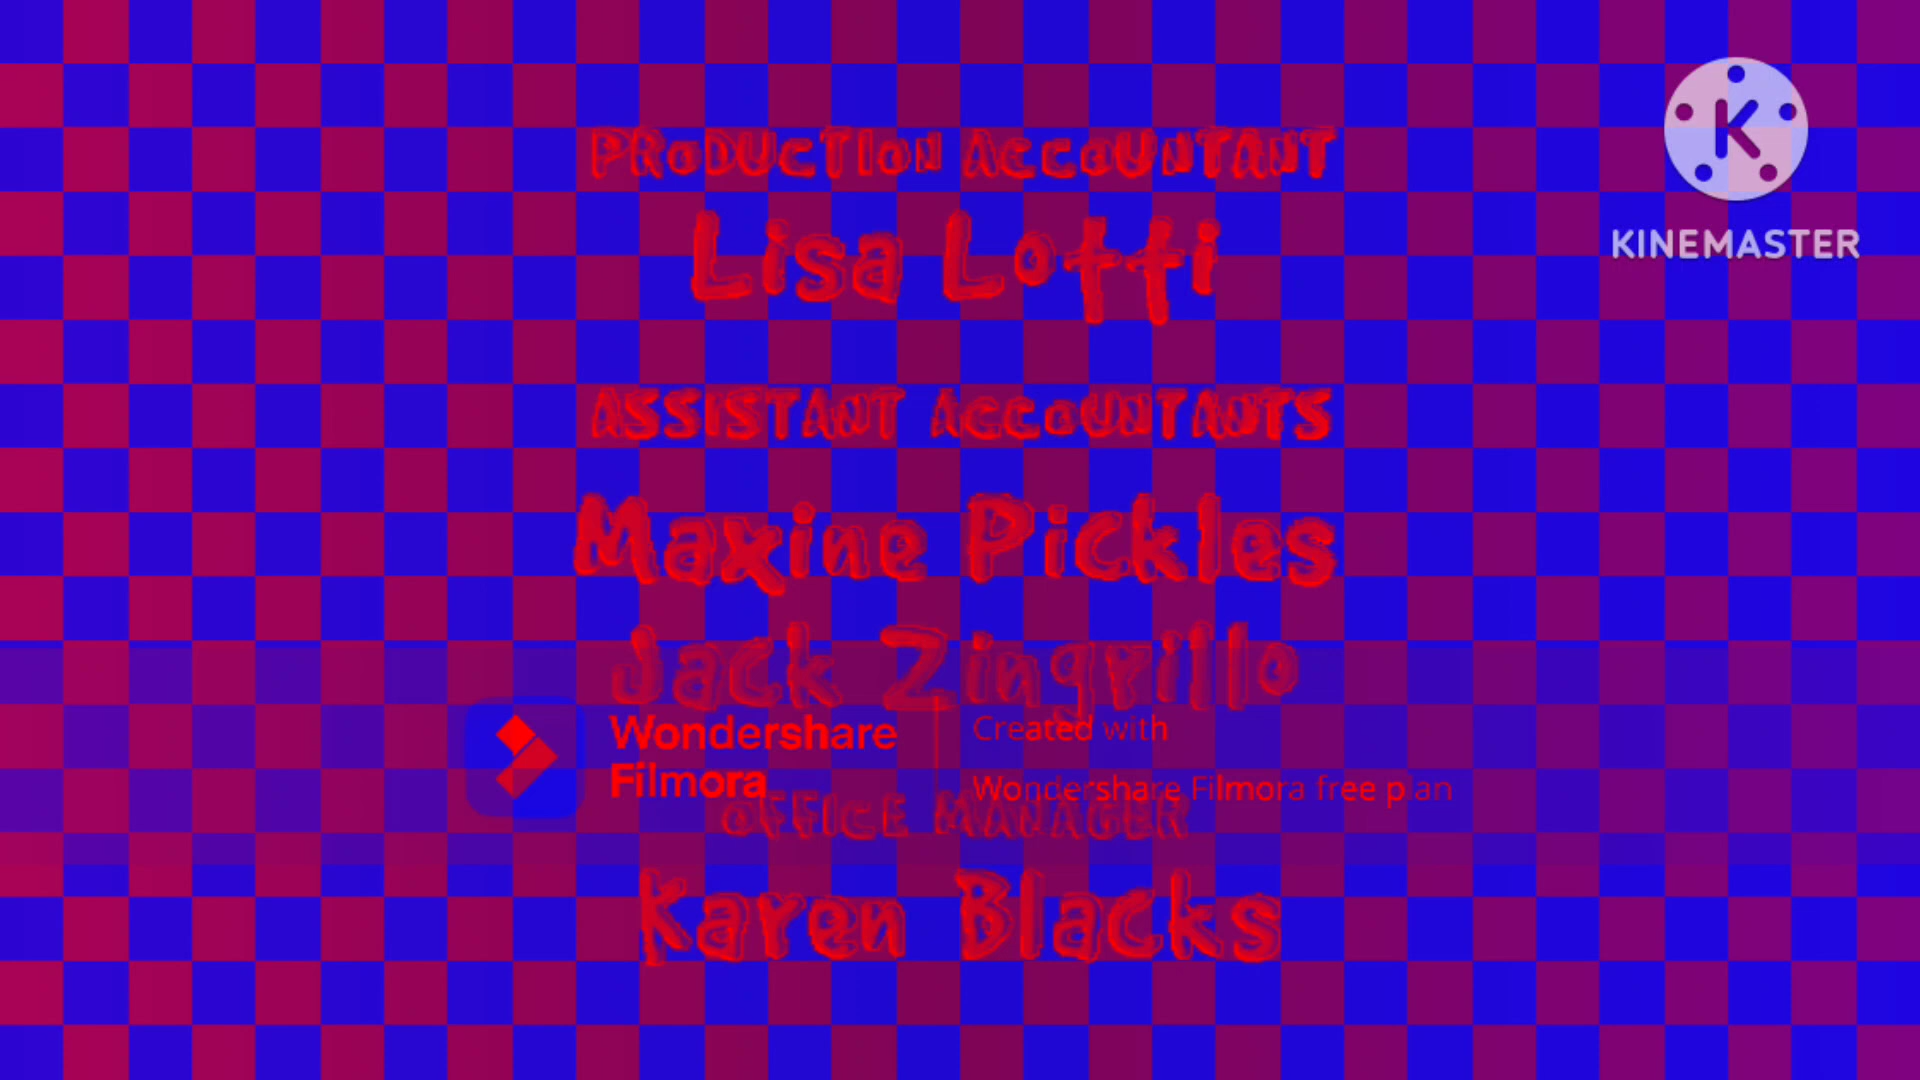 PRODUCTION ACCOUNTANT
KINEMASTER
Lisa Loffi
ASSISTANT ACCOUNTANTS
Maxine Pickles
Jack Zingrillo
Wondershare
Filmora
Created with
Wondershare Filmora free plan
OFFICE MANAGER
Karen Blacks